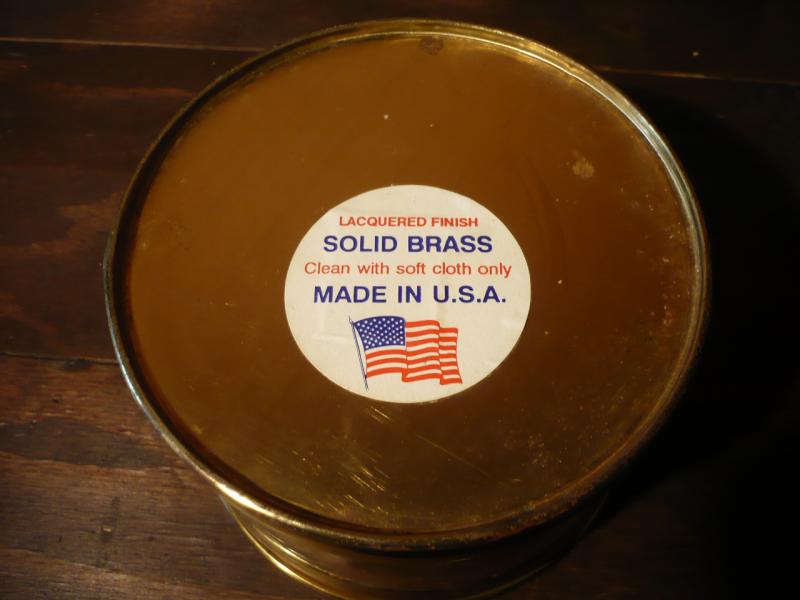 LACQUERED FINISH
SOLID BRASS
Clean with soft cloth only
MADE IN U.S.A.